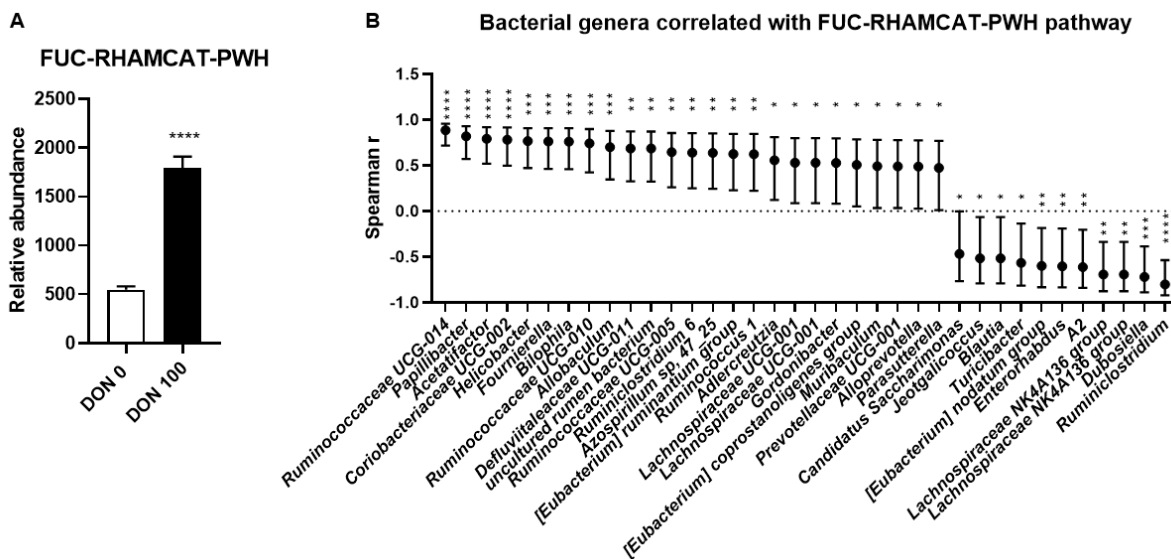 A
FUC-RHAMCAT-PWH
Relative abundance
2500
2000
1500
1000
500
0
****
DON 0
DON 100
B
Bacterial genera correlated with FUC-RHAMCAT-PWH pathway
Spearman r
1.5
1.0
0.5
0.0
-0.5
-1.0
**** **** **** **** *** *** *** *** *** ** ** ** ** ** ** ** * * * * * * * * *
* * * * ** ** ** ** ** *** ****
Ruminococcaceae UCG-014
Papillibacter
Acetatifactor
Coriobacteriaceae UCG-002
Helicobacter
Fournierella
Bilophila
Ruminococcaceae UCG-010
Allobaculum
Defluviitaleaceae UCG-011
uncultured rumen bacterium
Ruminococcaceae UCG-005
Ruminiclostridium 6
Azospirillum sp. 47_25
[Eubacterium] ruminantium group
Ruminococcus 1
Adlercreutzia
Lachnospiraceae UCG-001
Lachnospiraceae UCG-001
Gordonibacter
[Eubacterium] coprostanoligenes group
Muribaculum
Prevotellaceae UCG-001
Alloprevotella
Parasutterella
Candidatus Saccharimonas
Jeotgalicoccus
Blautia
Turicibacter
[Eubacterium] nodatum group
Enterorhabdus
A2
Lachnospiraceae NK4A136 group
Lachnospiraceae NK4A136 group
Dubosiella
Ruminiclostridium